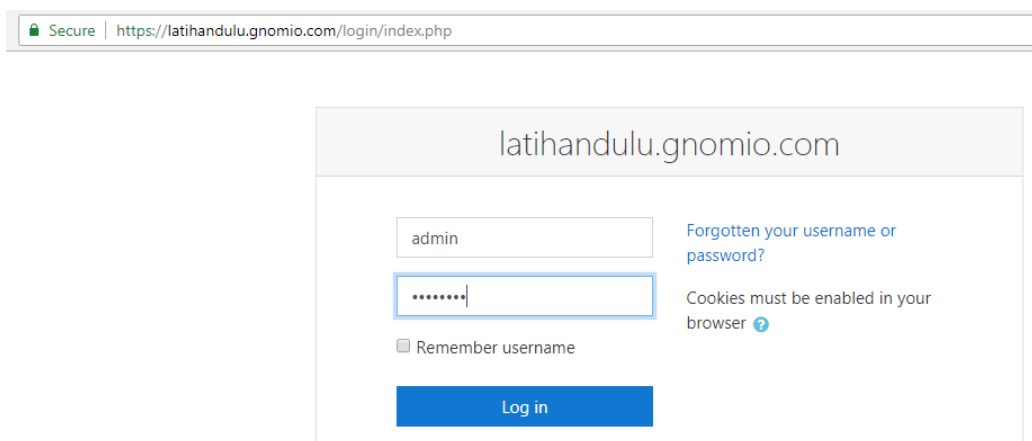 Secure | https://latihandulu.gnomio.com/login/index.php
latihandulu.gnomio.com
admin
••••••••
Remember username
Log in
Forgotten your username or
password?
Cookies must be enabled in your
browser ?